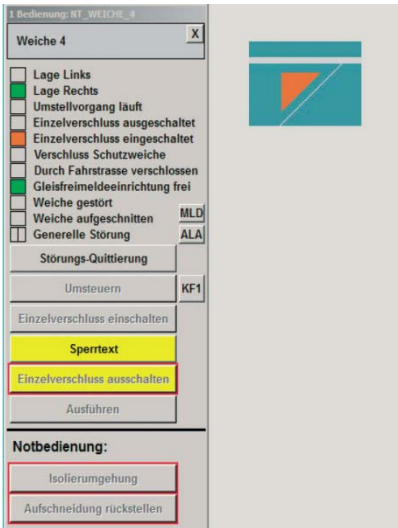 1 Bedienung: NT_WEICHE_4
Weiche 4
X
Lage Links
Lage Rechts
Umstellvorgang läuft
Einzelverschluss ausgeschaltet
Einzelverschluss eingeschaltet
Verschluss Schutzweiche
Durch Fahrstrasse verschlossen
Gleisfreimeldeeinrichtung frei
Weiche gestört
Weiche aufgeschnitten MLD
Generelle Störung ALA
Störungs-Quittierung
Umsteuern KF1
Einzelverschluss einschalten
Sperrtext
Einzelverschluss ausschalten
Ausführen
Notbedienung:
Isolierumgehung
Aufschneidung rückstellen